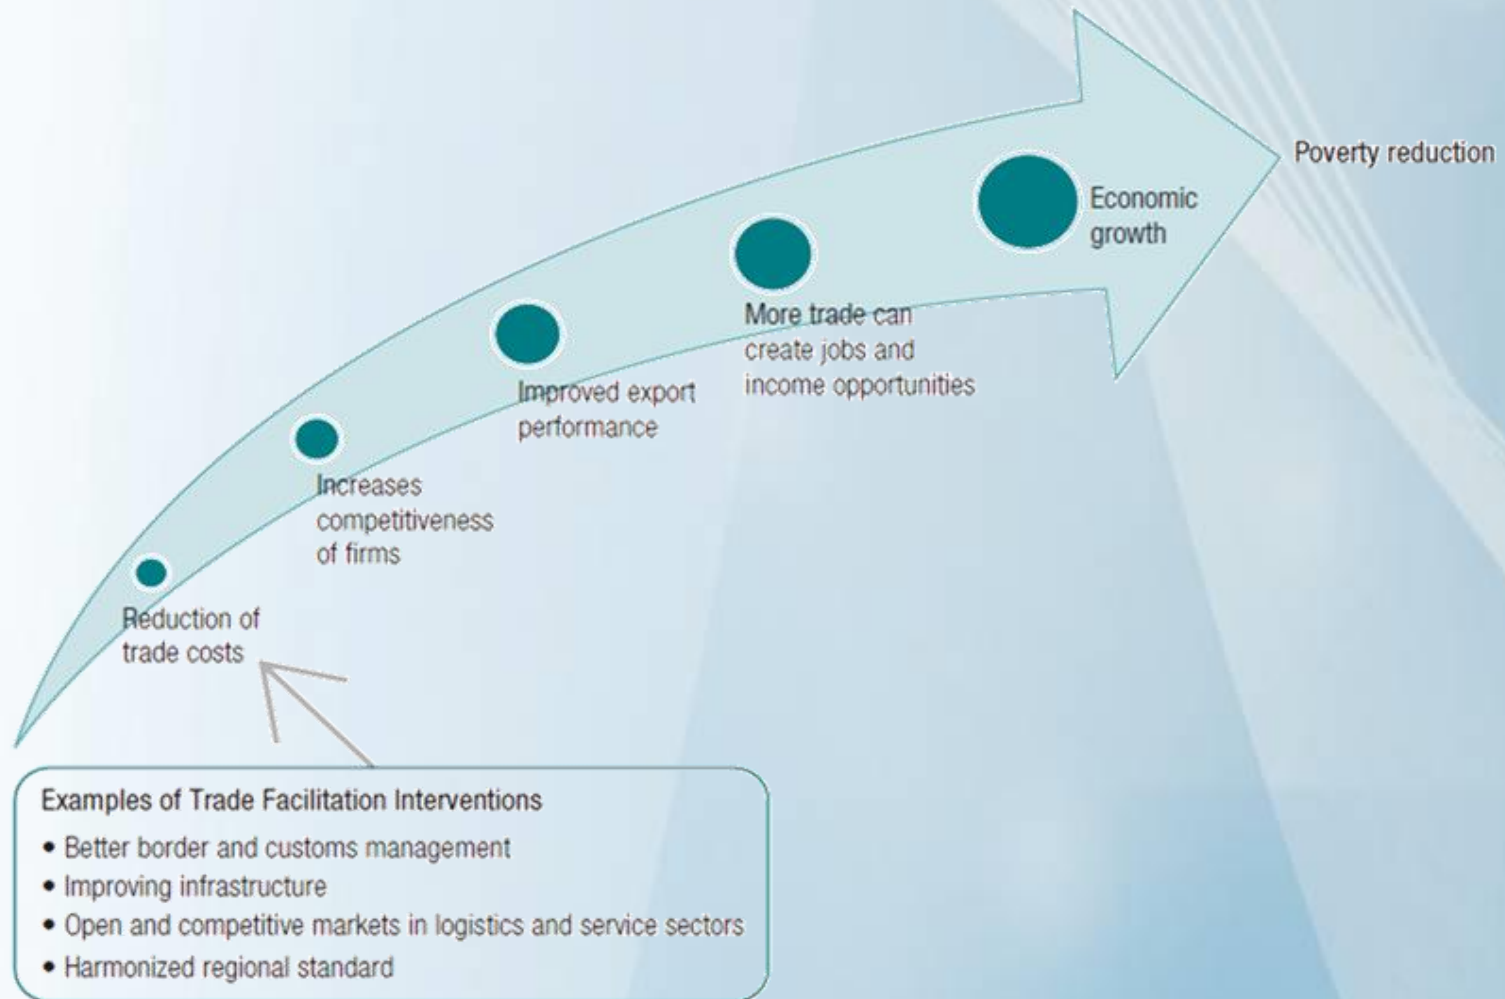 Poverty reduction
Economic
growth
More trade can
create jobs and
income opportunities
Improved export
performance
Increases
competitiveness
of firms
Reduction of
trade costs
Examples of Trade Facilitation Interventions
• Better border and customs management
• Improving infrastructure
• Open and competitive markets in logistics and service sectors
• Harmonized regional standard